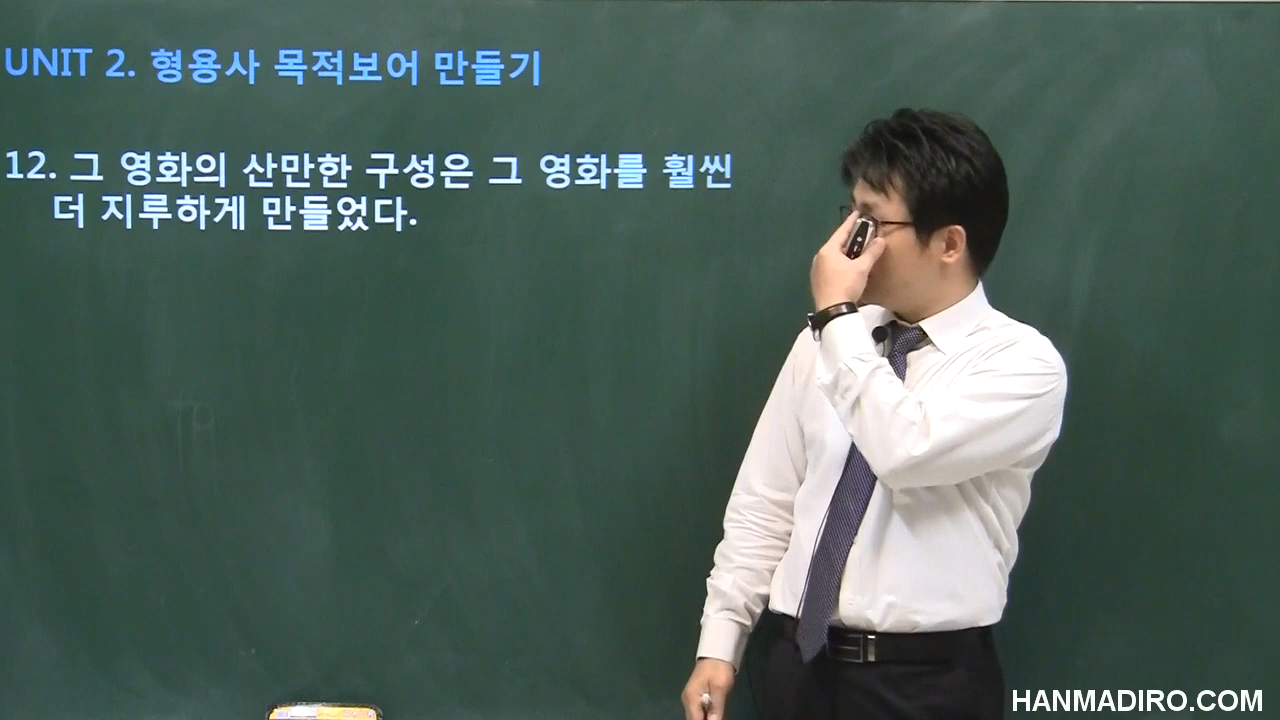 UNIT 2. 형용사 목적보어 만들기
12. 그 영화의 산만한 구성은 그 영화를 훨씬
더 지루하게 만들었다.
HANMADIRO.COM